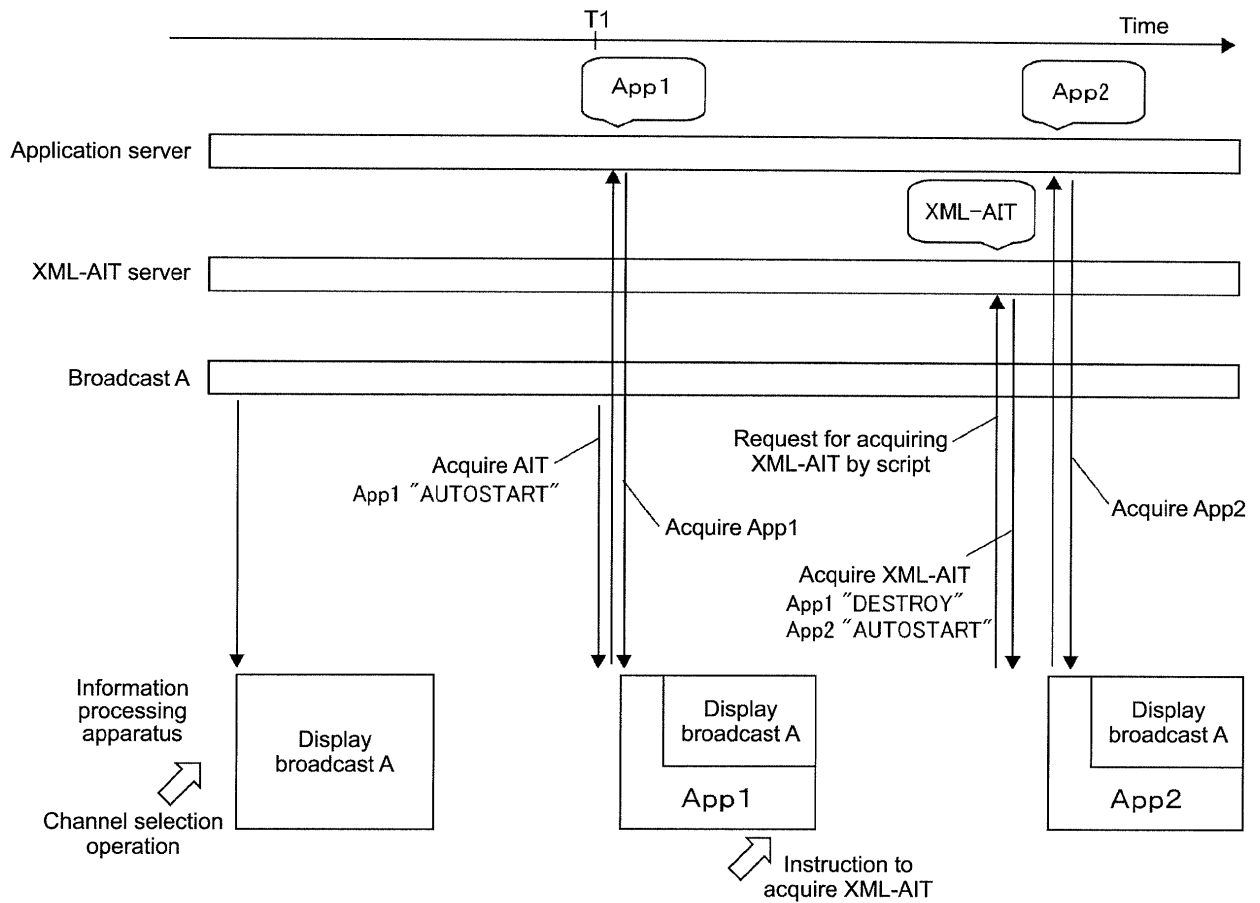 T1
Time
App1
App2
Application server
XML-AIT
XML-AIT server
Broadcast A
Request for acquiring
XML-AIT by script
Acquire AIT
App1 "AUTOSTART"
Acquire App2
Acquire App1
Acquire XML-AIT
App1 "DESTROY"
App2 "AUTOSTART"
Information
processing
apparatus
Display
broadcast A
Display
broadcast A
Display
broadcast A
App1
App2
Channel selection
operation
Instruction to
acquire XML-AIT